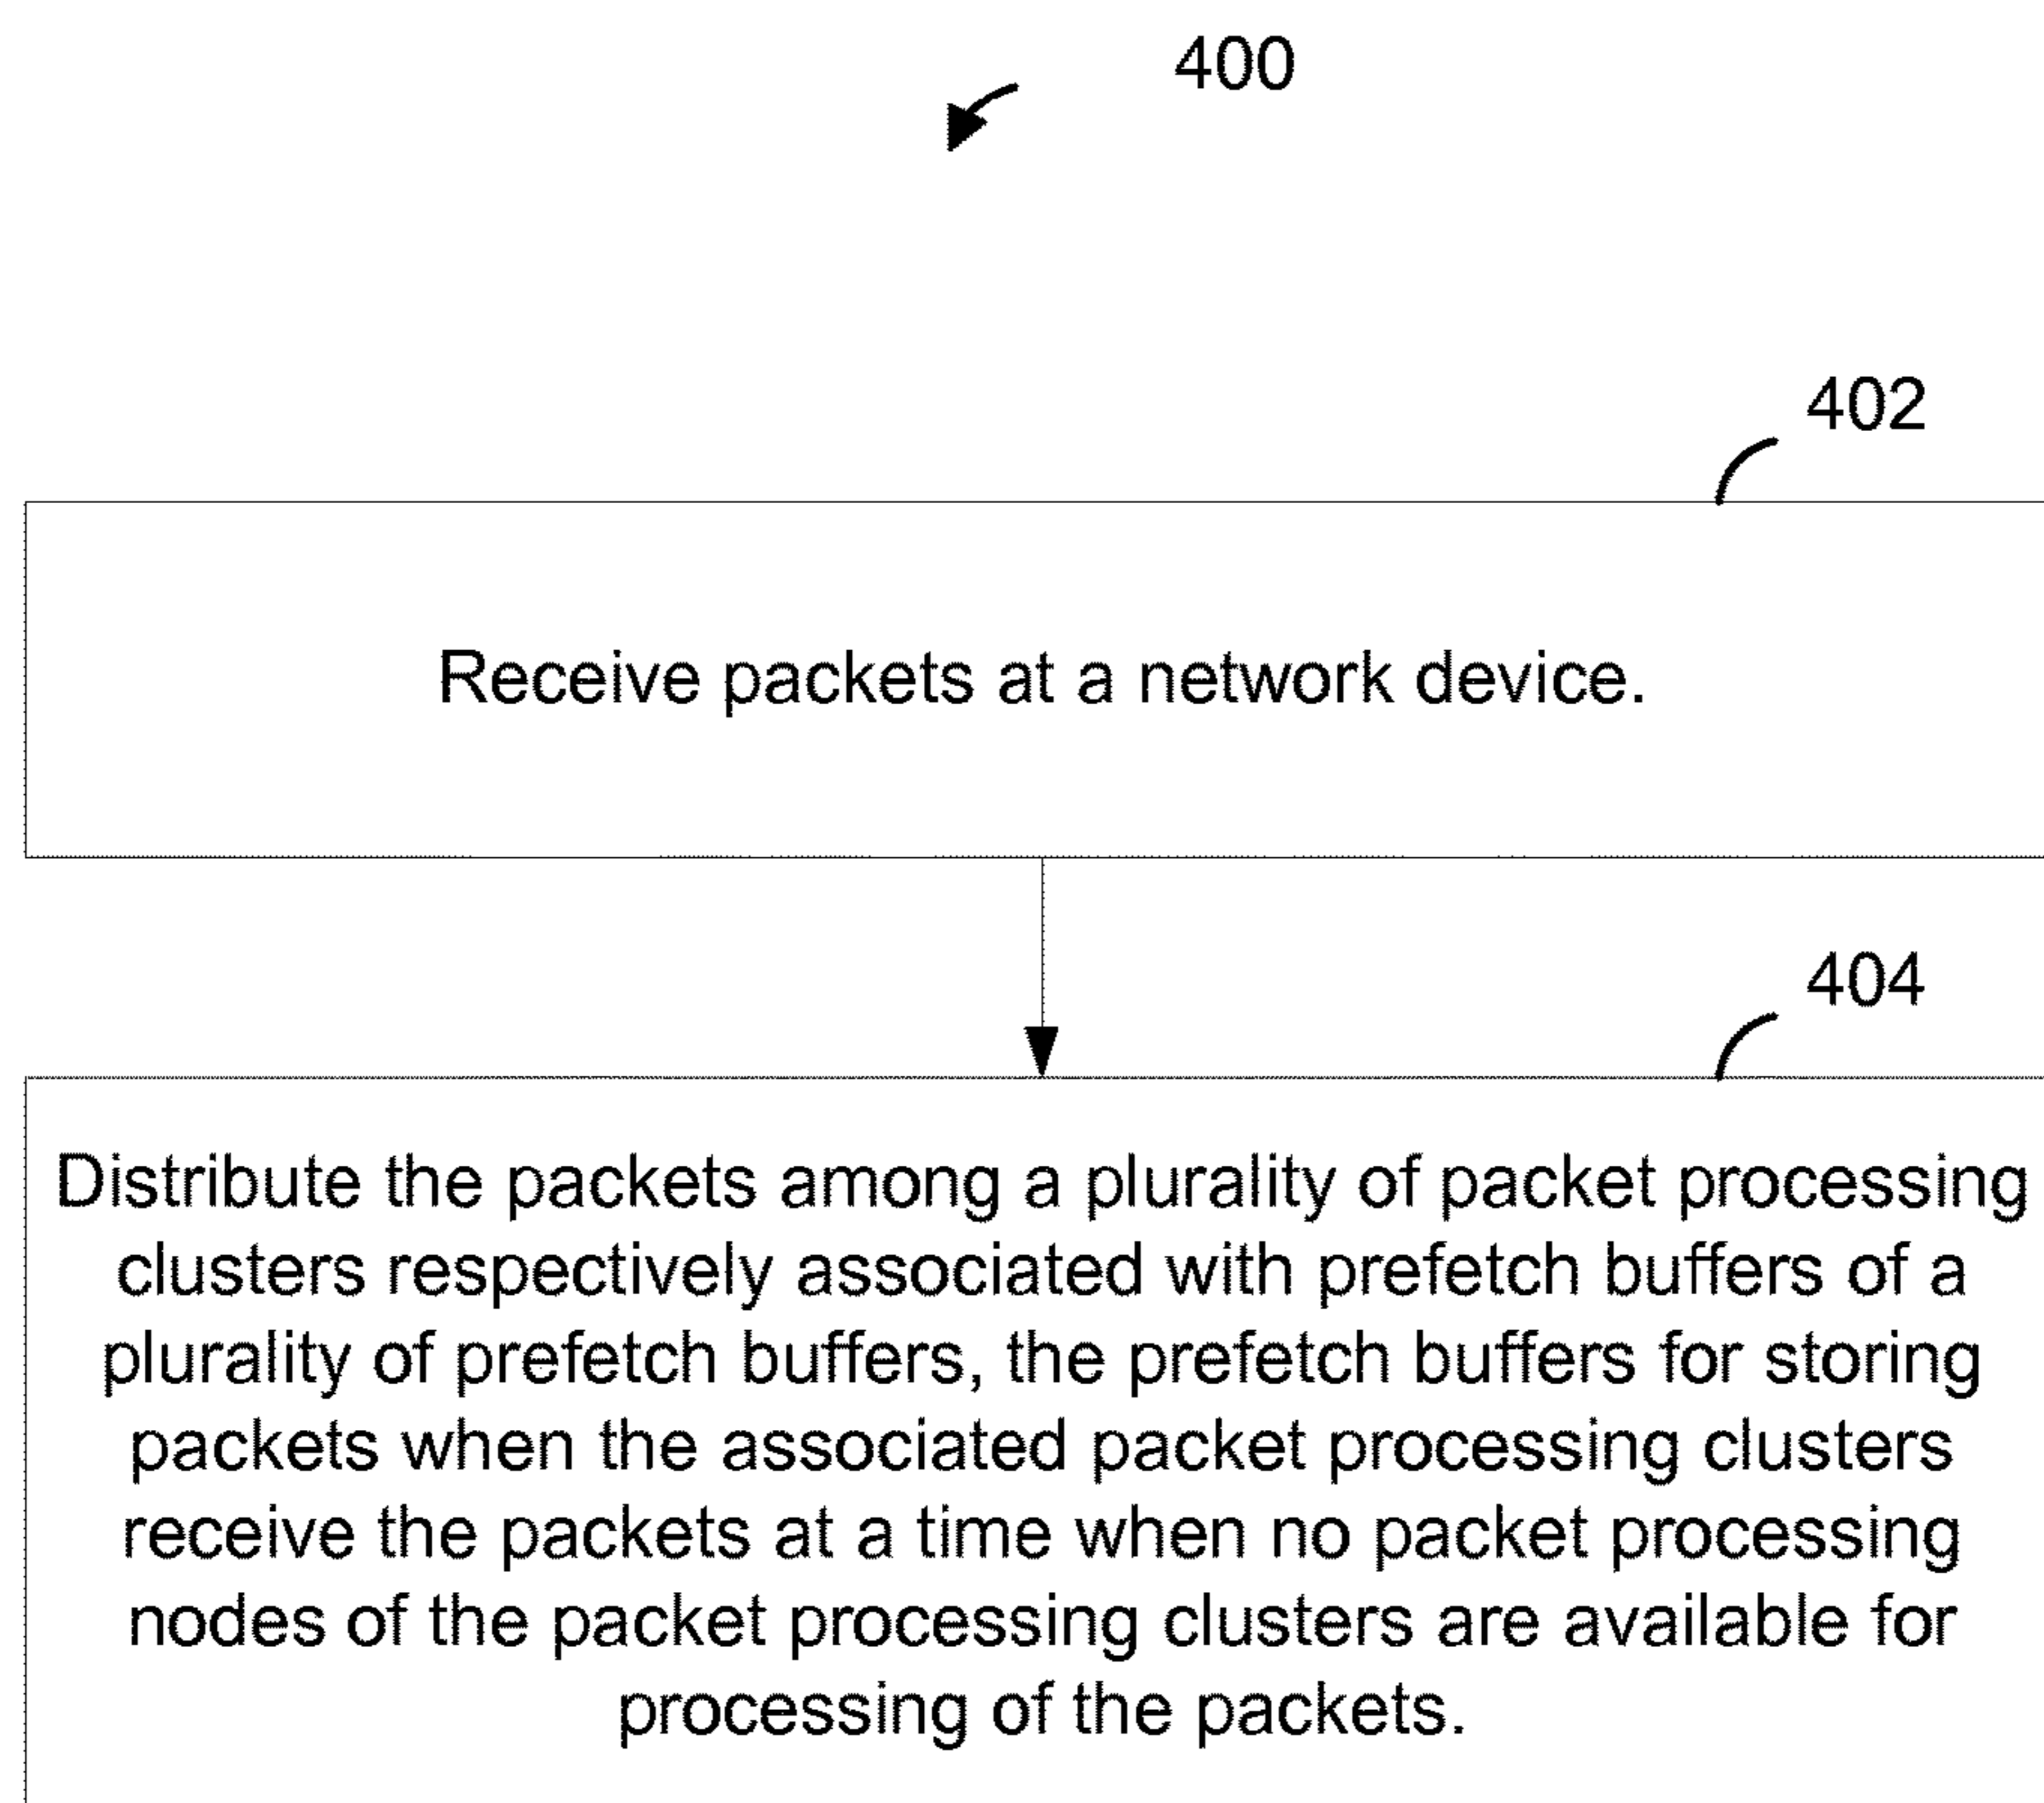 400
402
Receive packets at a network device.
404
Distribute the packets among a plurality of packet processing
clusters respectively associated with prefetch buffers of a
plurality of prefetch buffers, the prefetch buffers for storing
packets when the associated packet processing clusters
receive the packets at a time when no packet processing
nodes of the packet processing clusters are available for
processing of the packets.